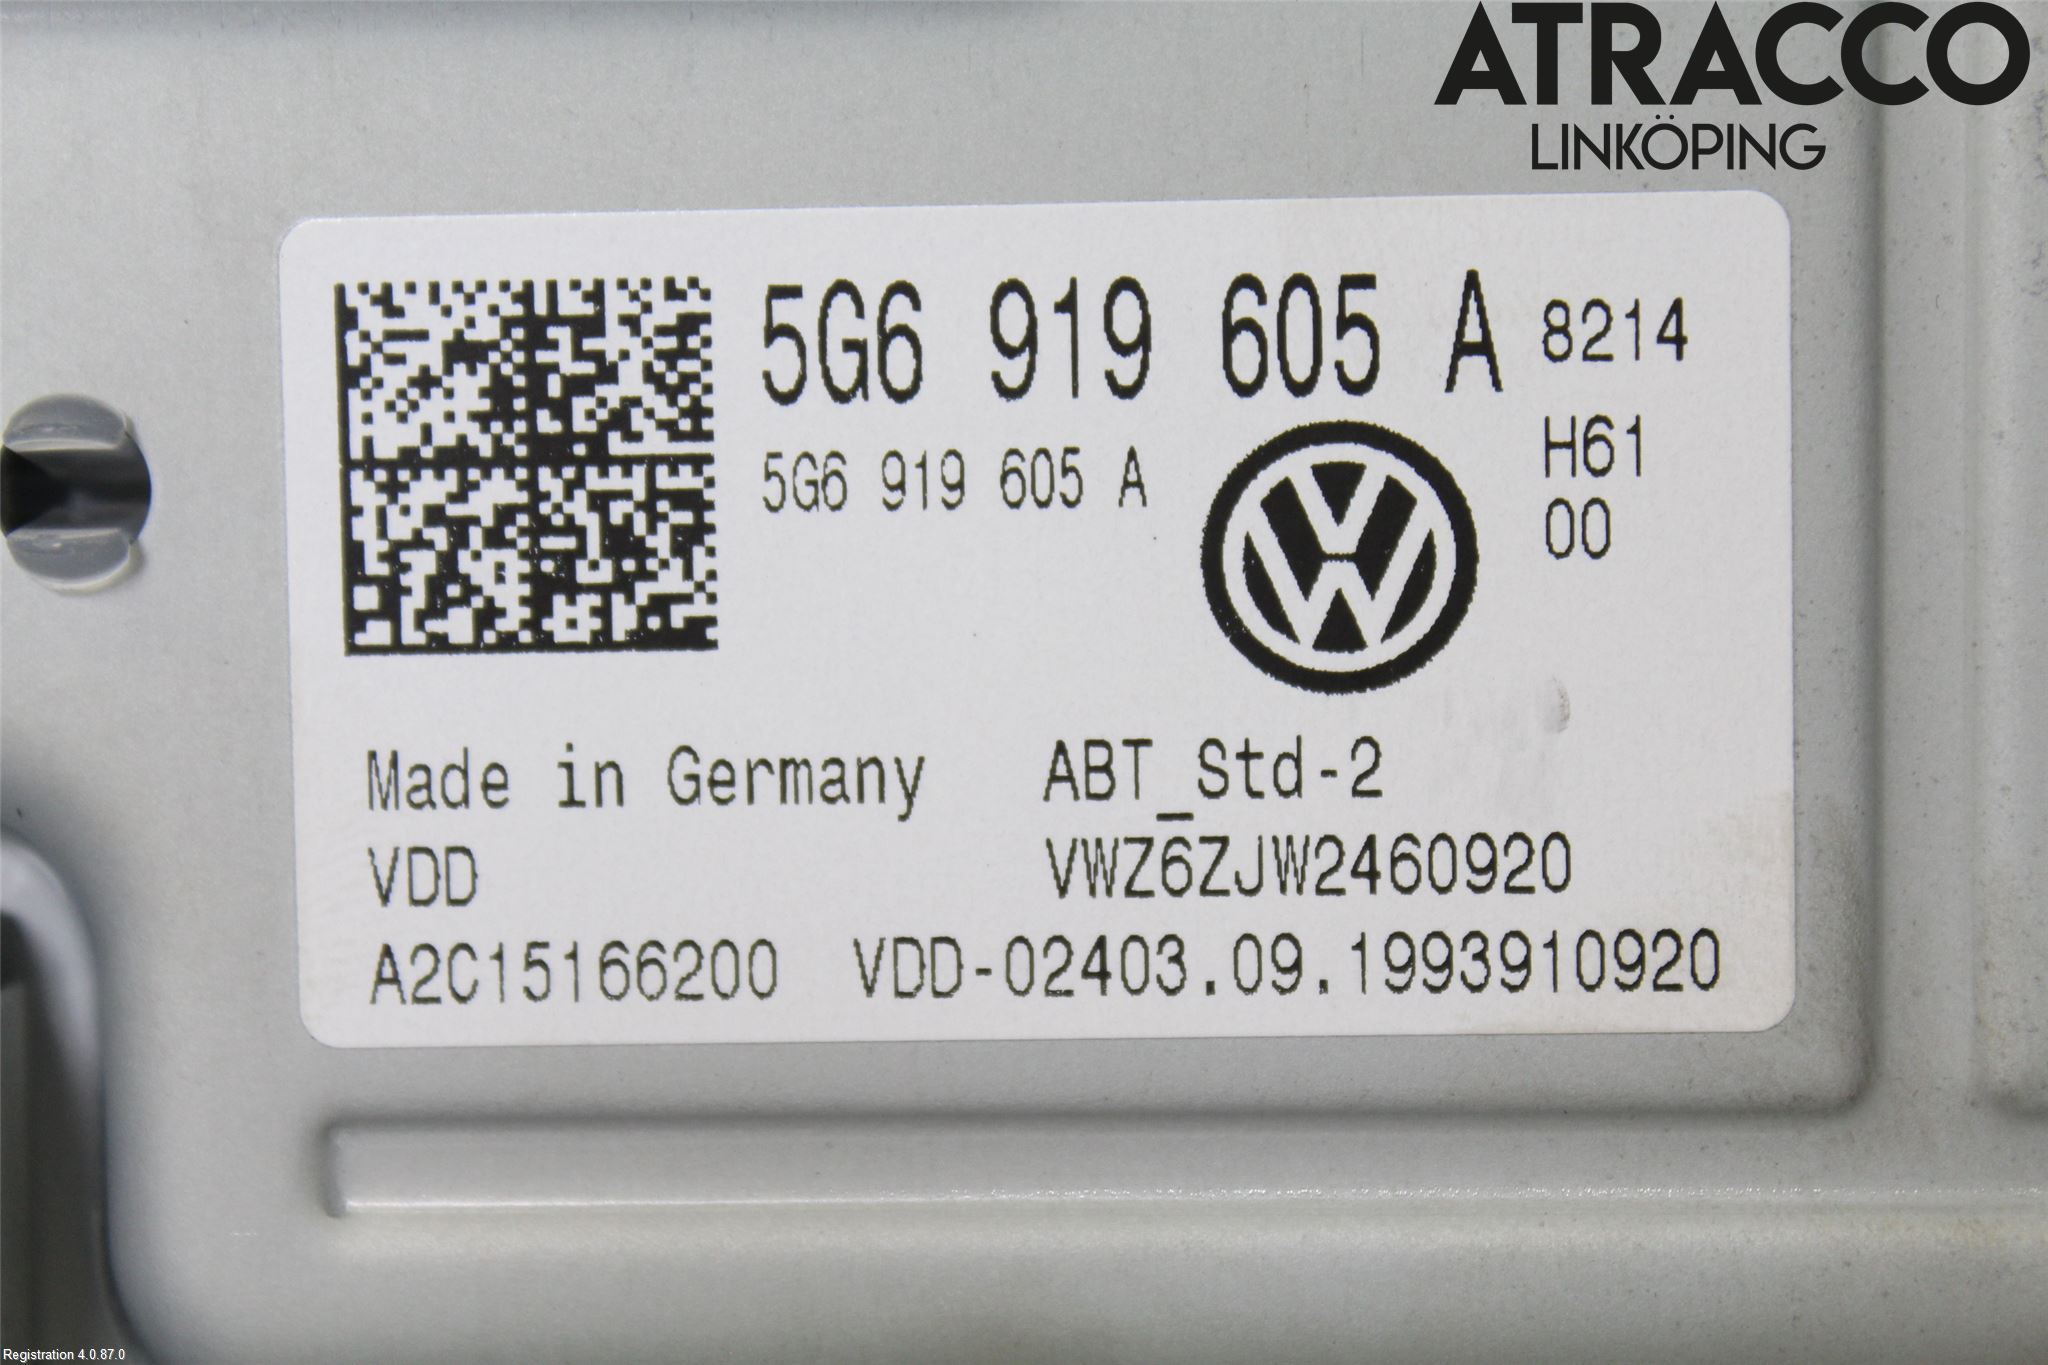 ATRACCO
LINKÖPING
5G6 919 605 A 8214
5G6 919 605 A
H61
00
Made in Germany ABT_Std-2
VDD VWZ6ZJW2460920
A2C15166200 VDD-02403.09.1993910920
Registration 4.0.87.0